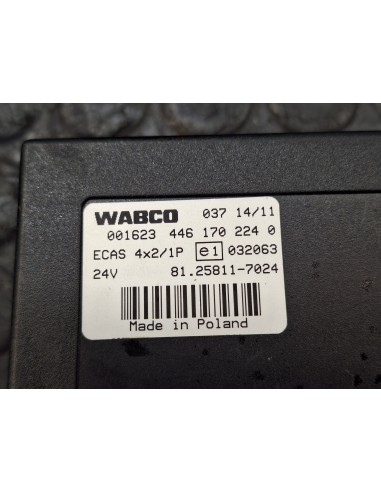 WABCO 037 14/11
001623 446 170 224 0
ECAS 4x2/1P e1 032063
24V 81.25811-7024
Made in Poland